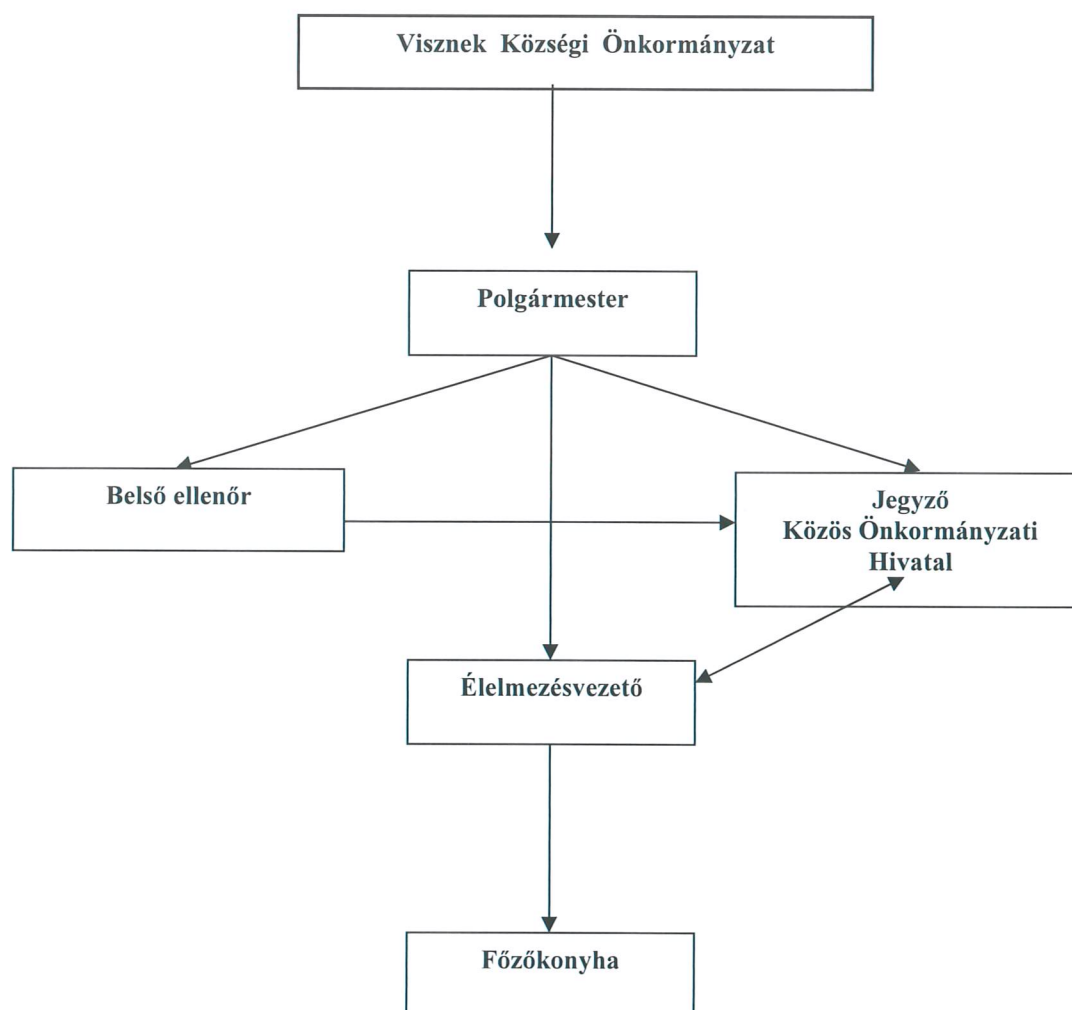 Visznek Községi Önkormányzat
Polgármester
Belső ellenőr
Jegyző
Közös Önkormányzati
Hivatal
Élelmezésvezető
Főzőkonyha